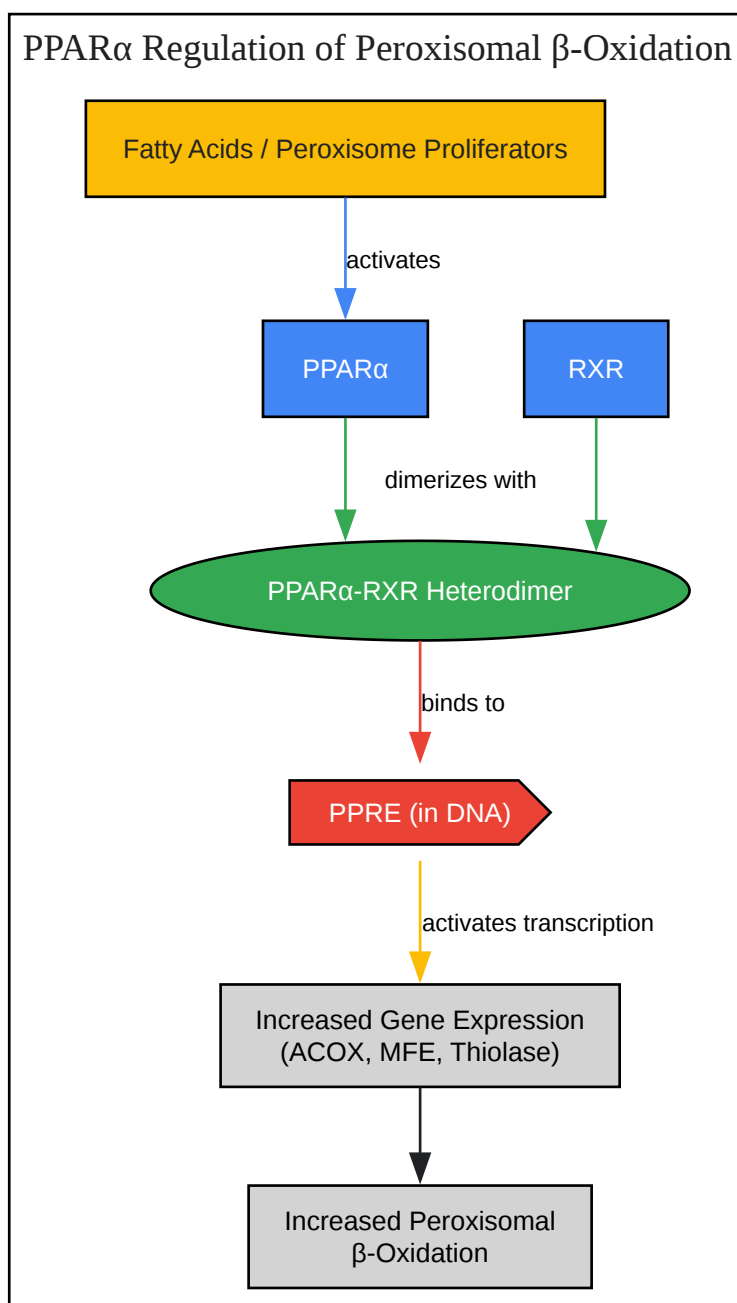 PPARα Regulation of Peroxisomal β-Oxidation
Fatty Acids / Peroxisome Proliferators
activates
PPARα
RXR
dimerizes with
PPARα-RXR Heterodimer
binds to
PPRE (in DNA)
activates transcription
Increased Gene Expression
(ACOX, MFE, Thiolase)
Increased Peroxisomal
β-Oxidation